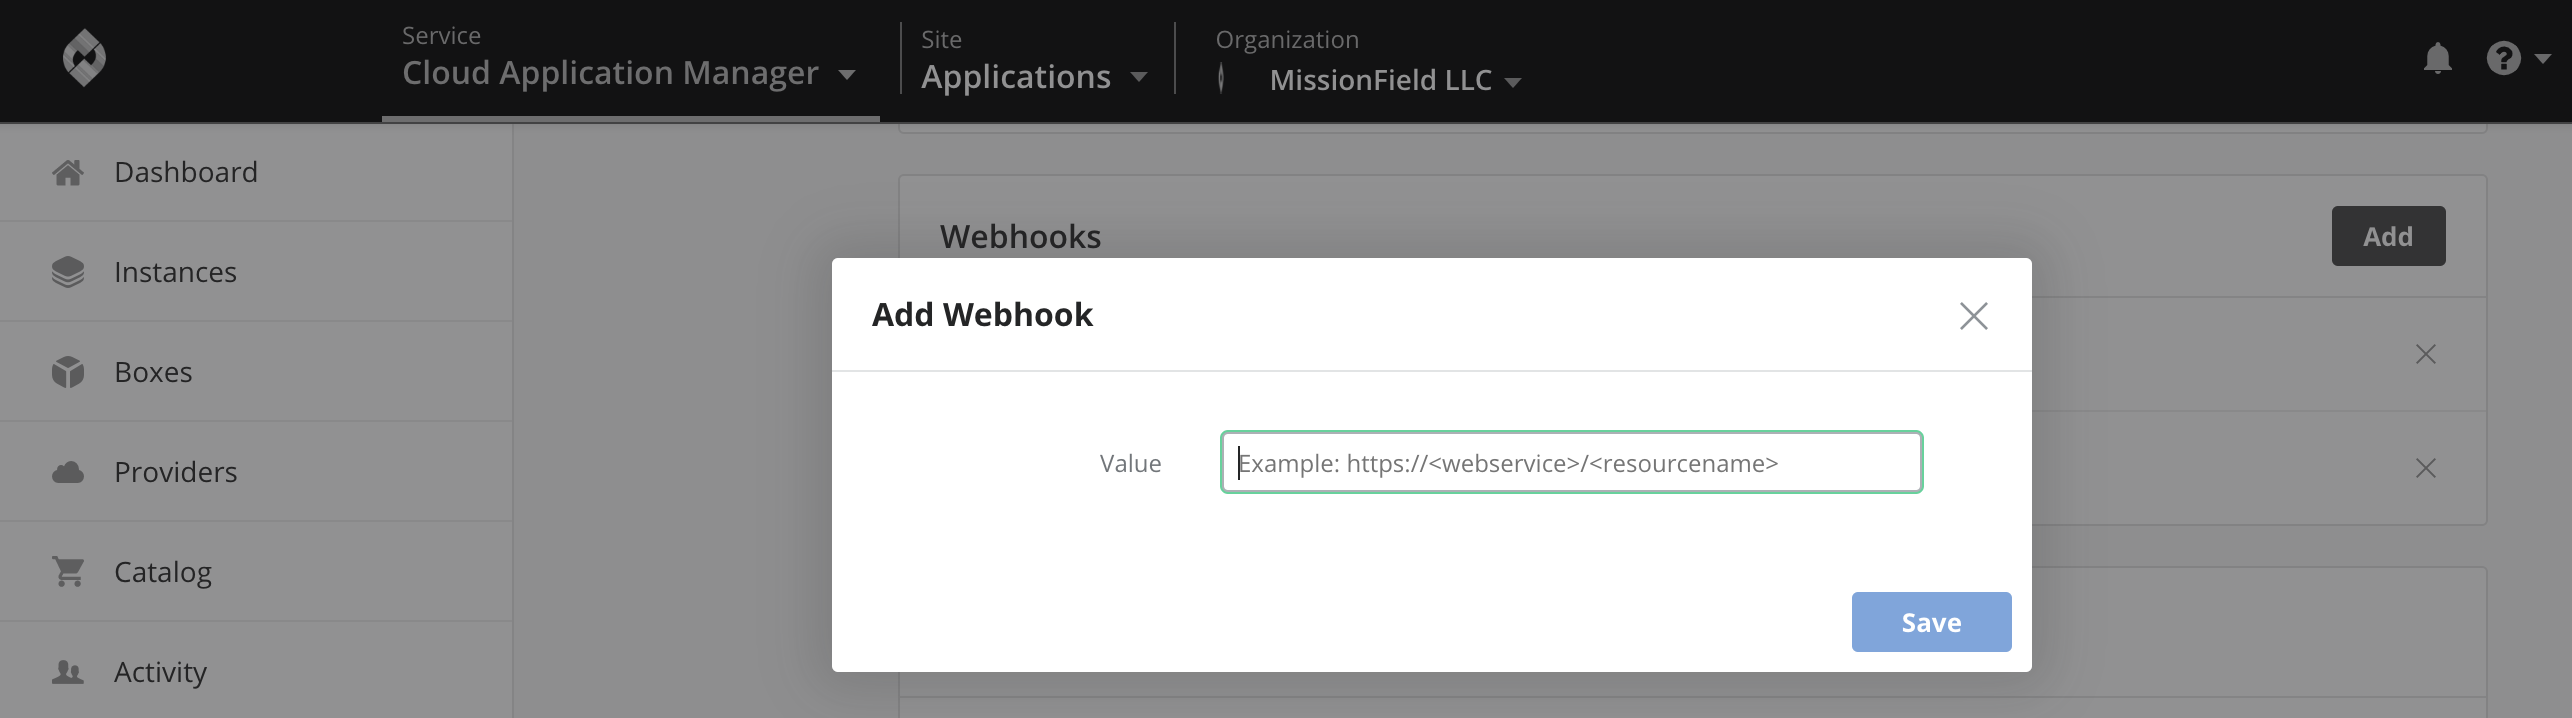 Service
Cloud Application Manager
Site
Applications
Organization
MissionField LLC
Dashboard
Instances
Boxes
Providers
Catalog
Activity
Webhooks
Add
Add Webhook
Value
Example: https://<webservice>/<resourcename>
Save